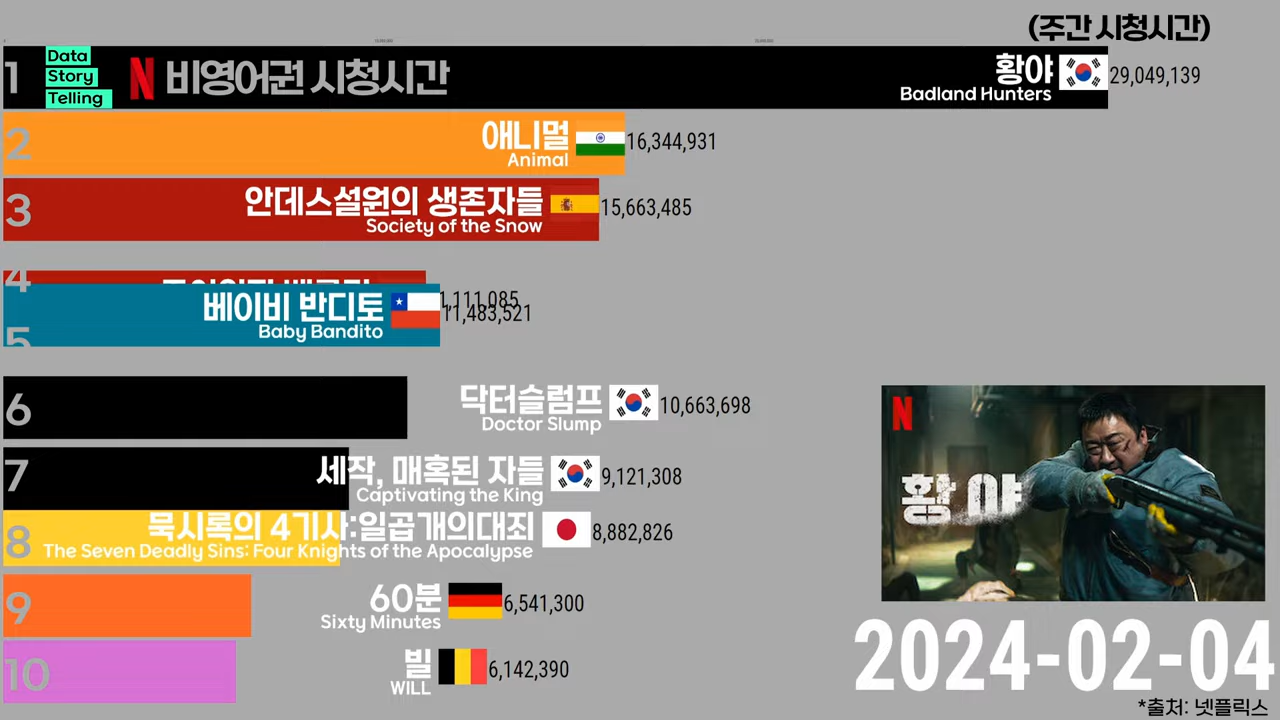 (주간 시청시간)
1
Data
Story
Telling
N 비영어권 시청시간
황야
Badland Hunters
29,049,139
2
애니멀
Animal
16,344,931
3
안데스설원의 생존자들
Society of the Snow
15,663,485
4
베이비 반디토
Baby Bandito
11,483,521
5
6
닥터슬럼프
Doctor Slump
10,663,698
7
세작, 매혹된 자들
Captivating the King
9,121,308
8
묵시록의 4기사:일곱개의대죄
The Seven Deadly Sins: Four Knights of the Apocalypse
8,882,826
9
60분
Sixty Minutes
6,541,300
10
빌
WILL
6,142,390
N
황야
2024-02-04
*출처: 넷플릭스